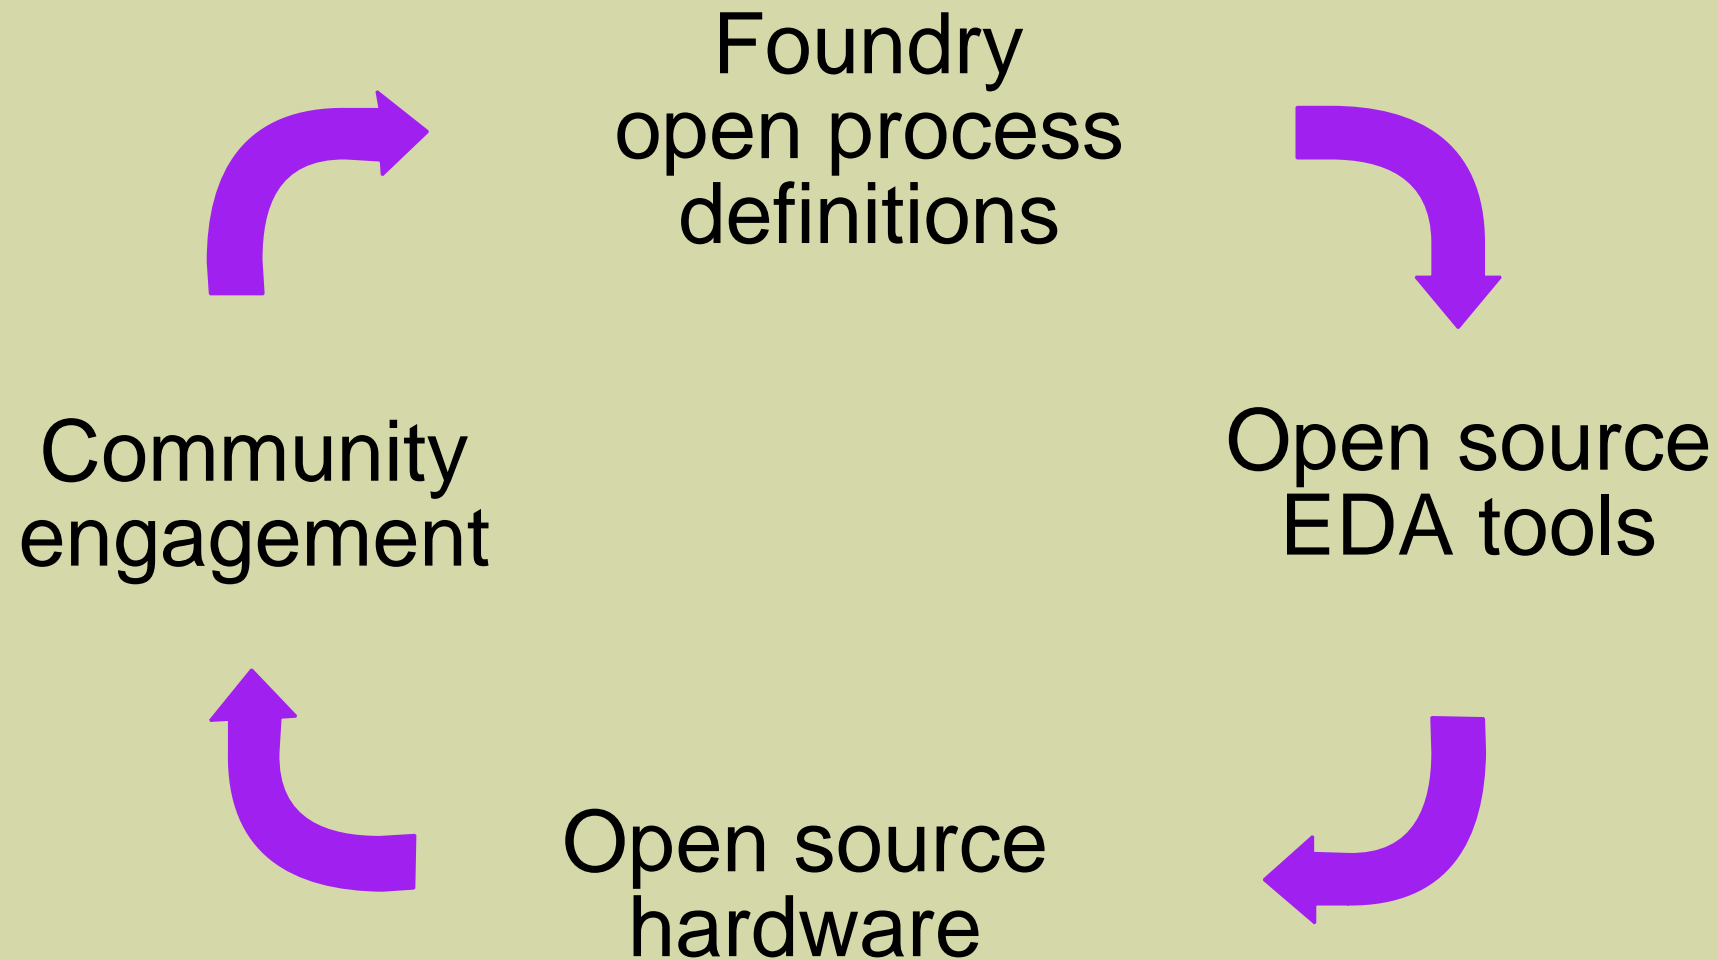 Foundry
open process
definitions
Community
engagement
Open source
EDA tools
Open source
hardware